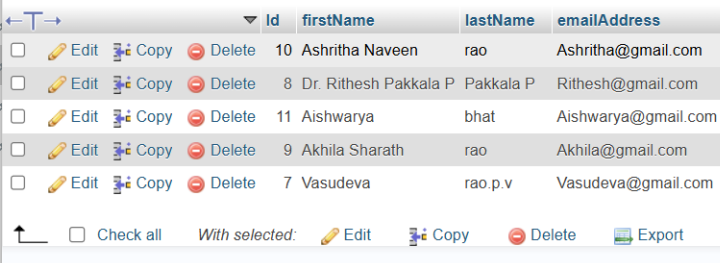 Id firstName lastName emailAddress
Edit Copy Delete 10 Ashritha Naveen rao Ashritha@gmail.com
Edit Copy Delete 8 Dr. Rithesh Pakkala P Pakkala P Rithesh@gmail.com
Edit Copy Delete 11 Aishwarya bhat Aishwarya@gmail.com
Edit Copy Delete 9 Akhila Sharath rao Akhila@gmail.com
Edit Copy Delete 7 Vasudeva rao.p.v Vasudeva@gmail.com
Check all With selected: Edit Copy Delete Export